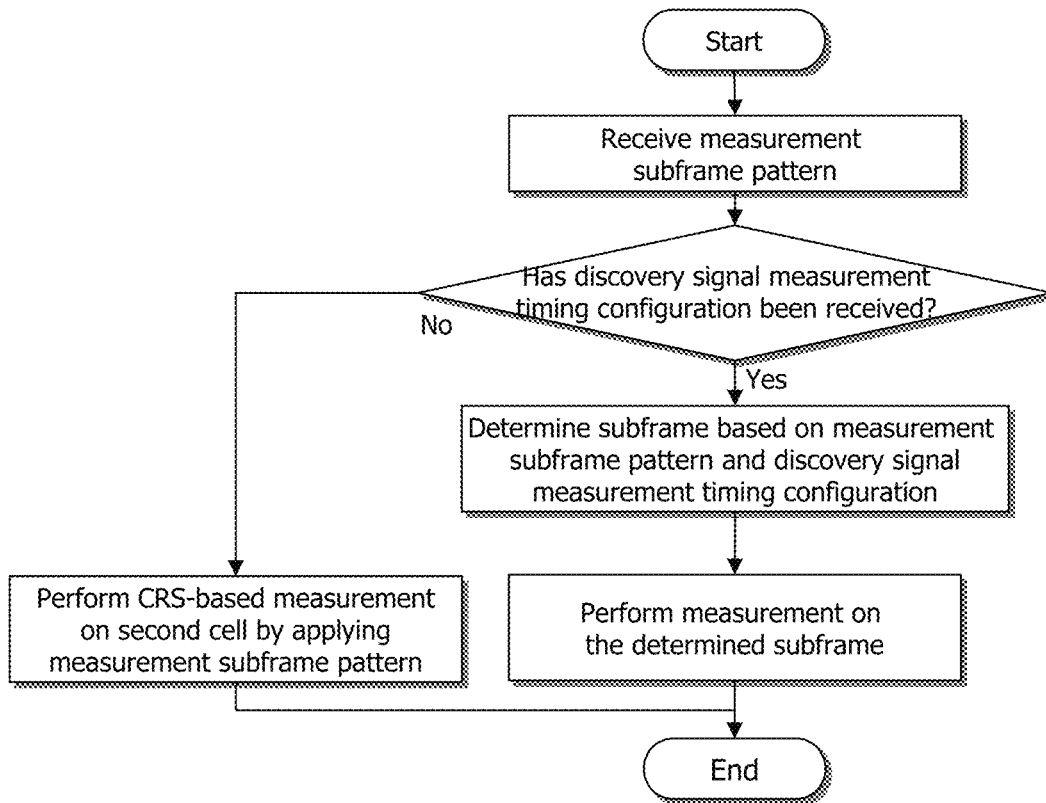 Start
Receive measurement
subframe pattern
Has discovery signal measurement
timing configuration been received?
No
Yes
Determine subframe based on measurement
subframe pattern and discovery signal
measurement timing configuration
Perform CRS-based measurement
on second cell by applying
measurement subframe pattern
Perform measurement on
the determined subframe
End